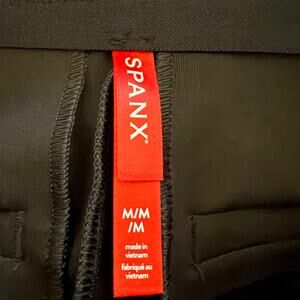 SPANX®
M/M
/M
made in
vietnam
fabriqué au
vietnam